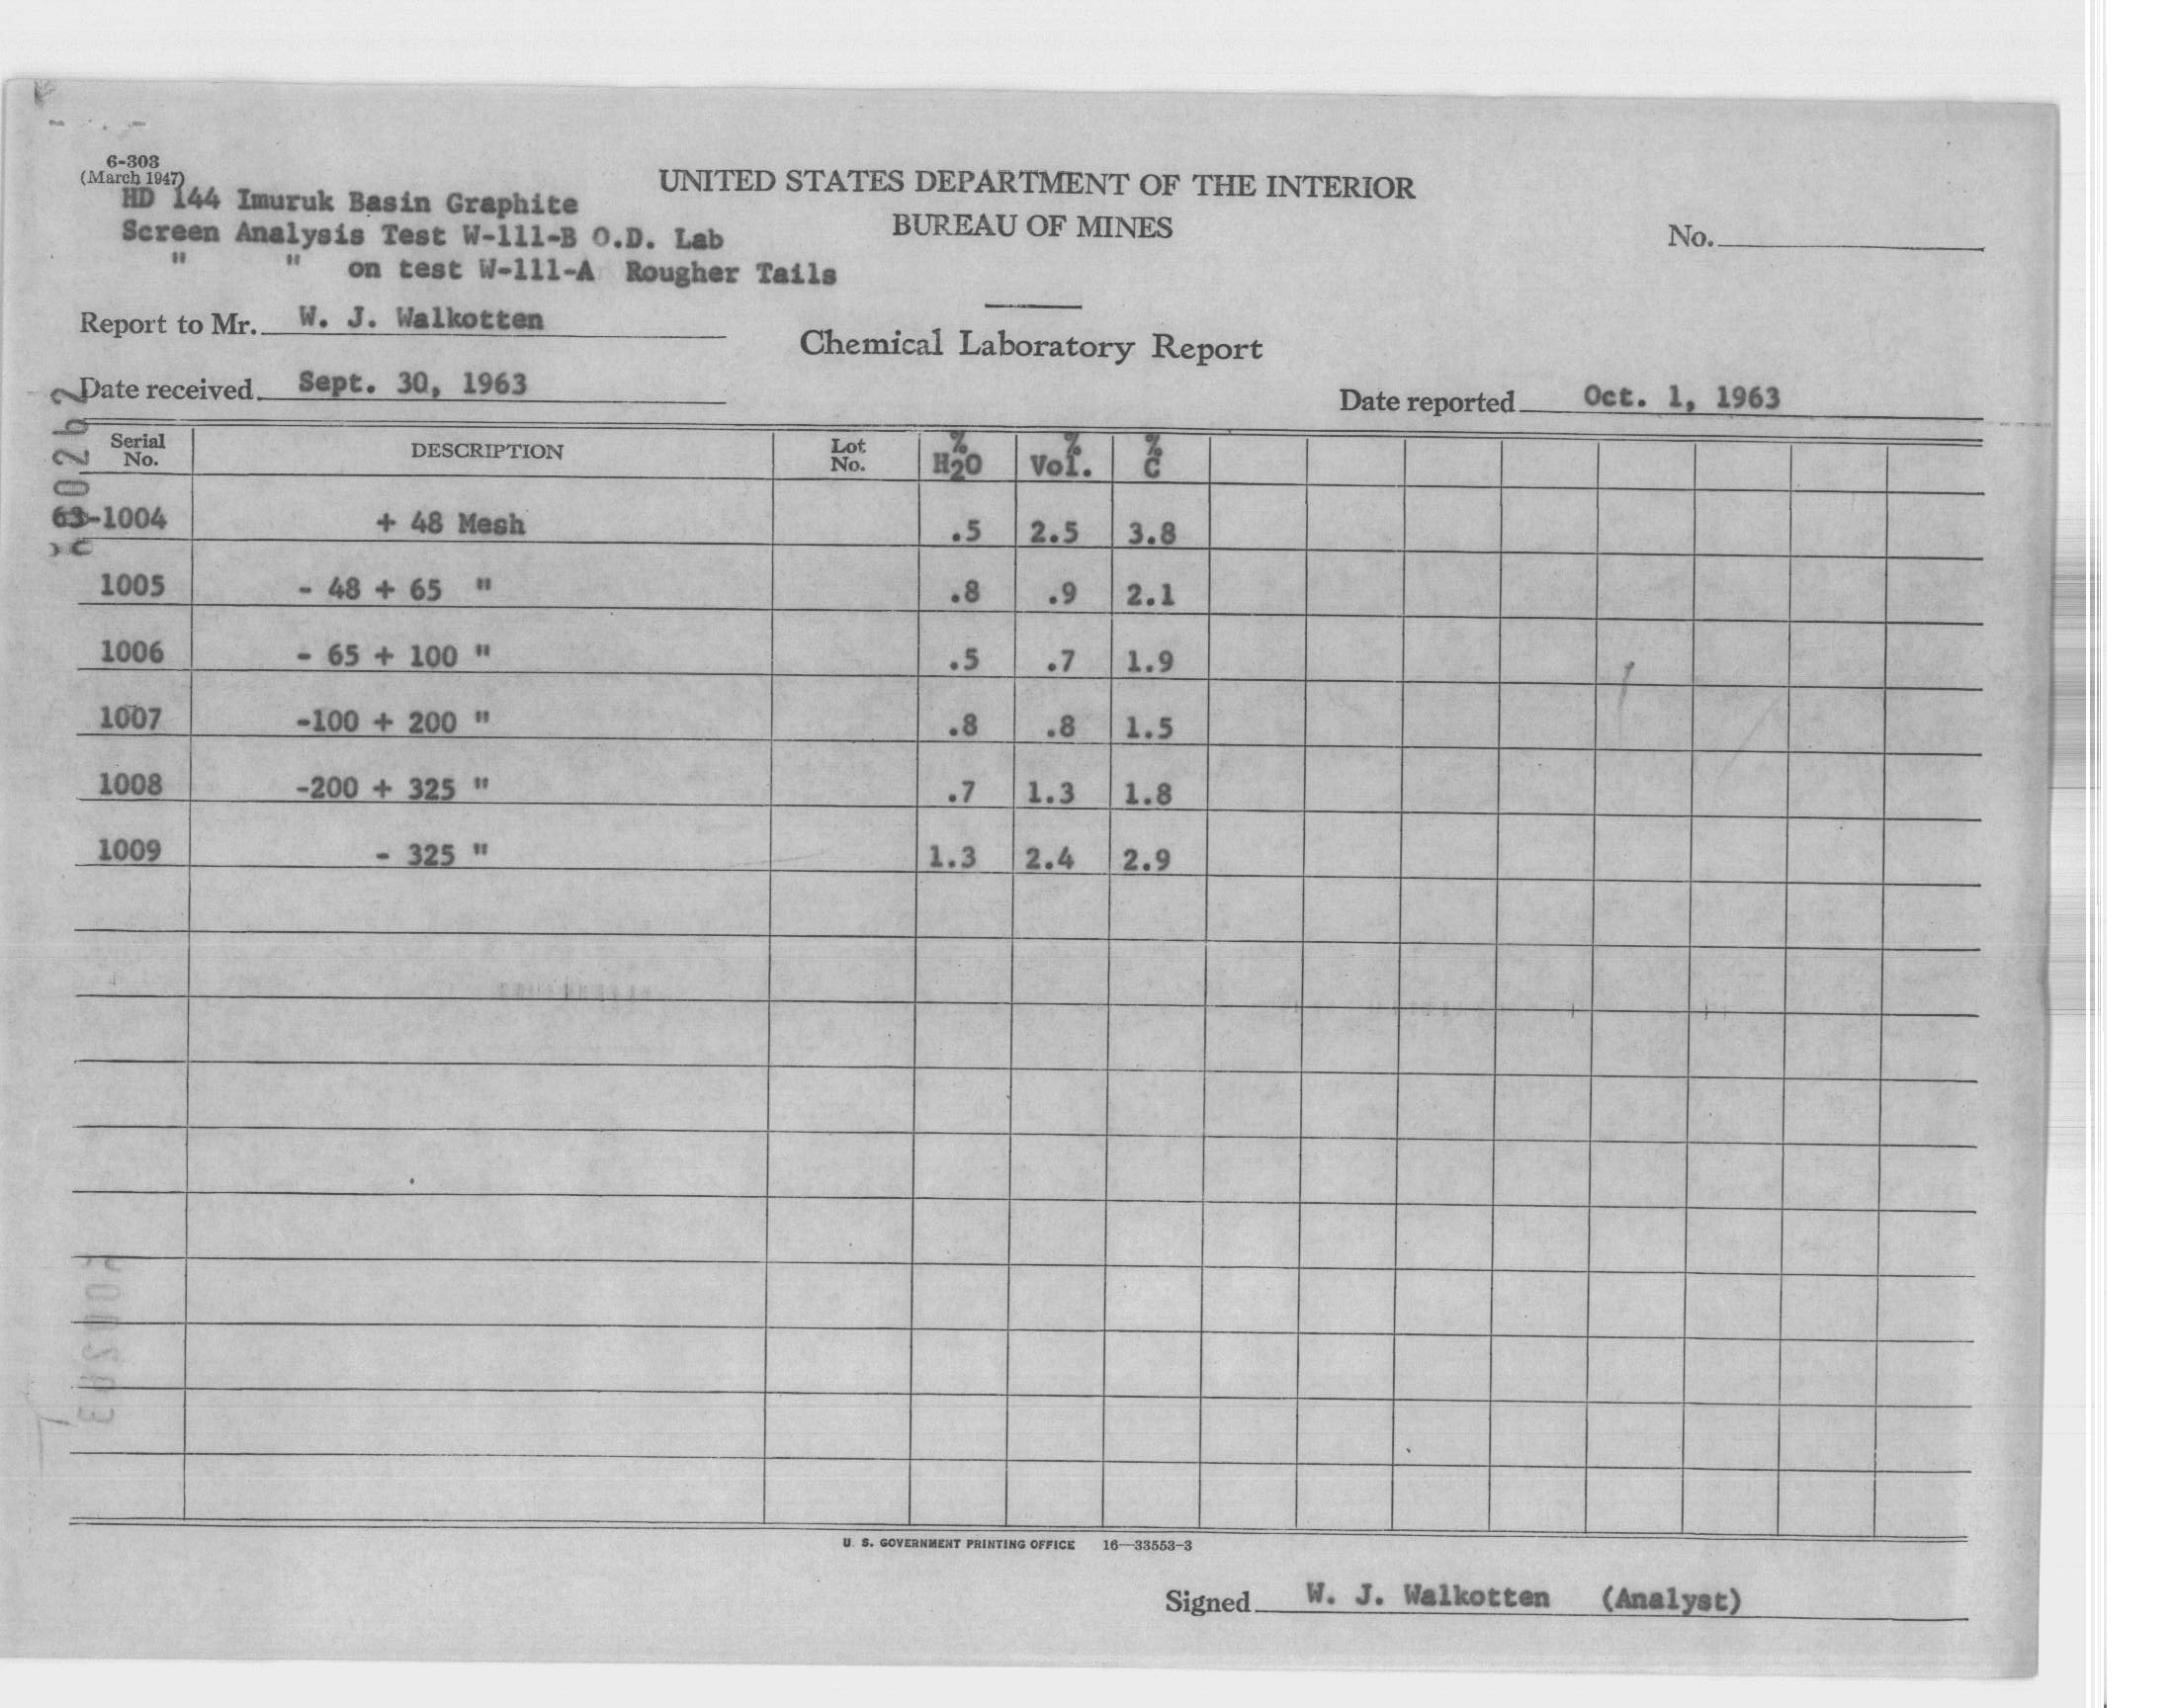 6-303
(March 1947)
HD 144 Imuruk Basin Graphite
Screen Analysis Test W-111-B O.D. Lab
" " on test W-111-A Rougher Tails
UNITED STATES DEPARTMENT OF THE INTERIOR
BUREAU OF MINES
No.
Report to Mr. W. J. Walkotten
Chemical Laboratory Report
Date received Sept. 30, 1963
Date reported Oct. 1, 1963
Serial No. DESCRIPTION Lot No. % H2O % Vol. % C
63-1004 + 48 Mesh .5 2.5 3.8
1005 - 48 + 65 " .8 .9 2.1
1006 - 65 + 100 " .5 .7 1.9
1007 -100 + 200 " .8 .8 1.5
1008 -200 + 325 " .7 1.3 1.8
1009 - 325 " 1.3 2.4 2.9
U. S. GOVERNMENT PRINTING OFFICE 16—33553-3
Signed W. J. Walkotten (Analyst)